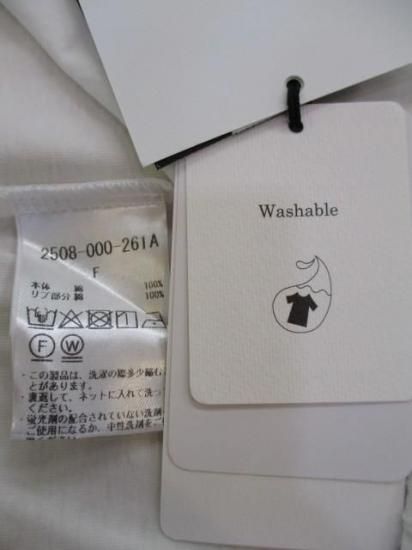 Washable
2508-000-261A
F
本体 綿 100%
リブ部分綿 100%
F W
・この製品は、洗濯の際多少縮む
とがあります。
・裏返して、ネットに入れて洗っ
ください。
・蛍光剤の配合されていない洗剤
ご使用になるか、中性洗剤をご